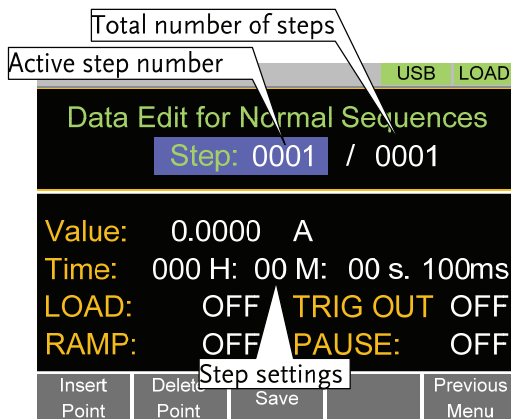 Total number of steps
Active step number
USB LOAD
Data Edit for Normal Sequences
Step: 0001 / 0001
Value: 0.0000 A
Time: 000 H: 00 M: 00 s. 100ms
LOAD: OFF TRIG OUT OFF
RAMP: OFF PAUSE: OFF
Step settings
Insert Point
Delete Point
Save
Previous Menu